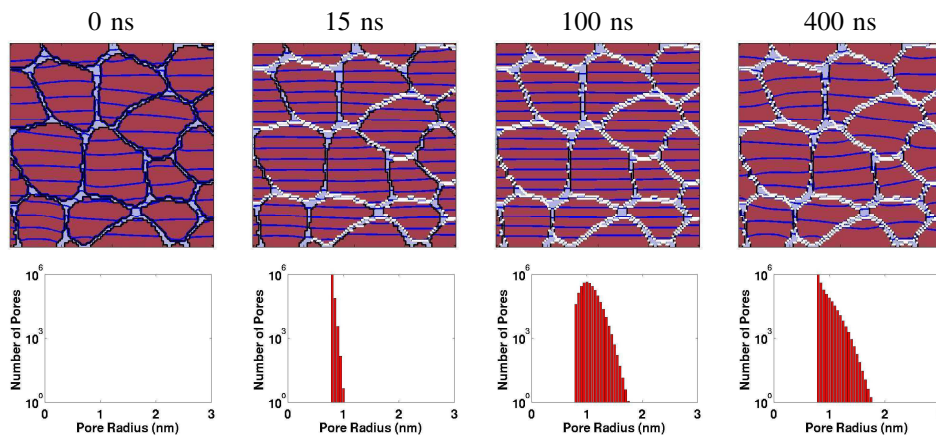 0 ns
15 ns
100 ns
400 ns
Number of Pores
10^6
10^3
10^0
0 1 2 3
Pore Radius (nm)
Number of Pores
10^6
10^3
10^0
0 1 2 3
Pore Radius (nm)
Number of Pores
10^6
10^3
10^0
0 1 2 3
Pore Radius (nm)
Number of Pores
10^6
10^3
10^0
0 1 2
Pore Radius (nm)